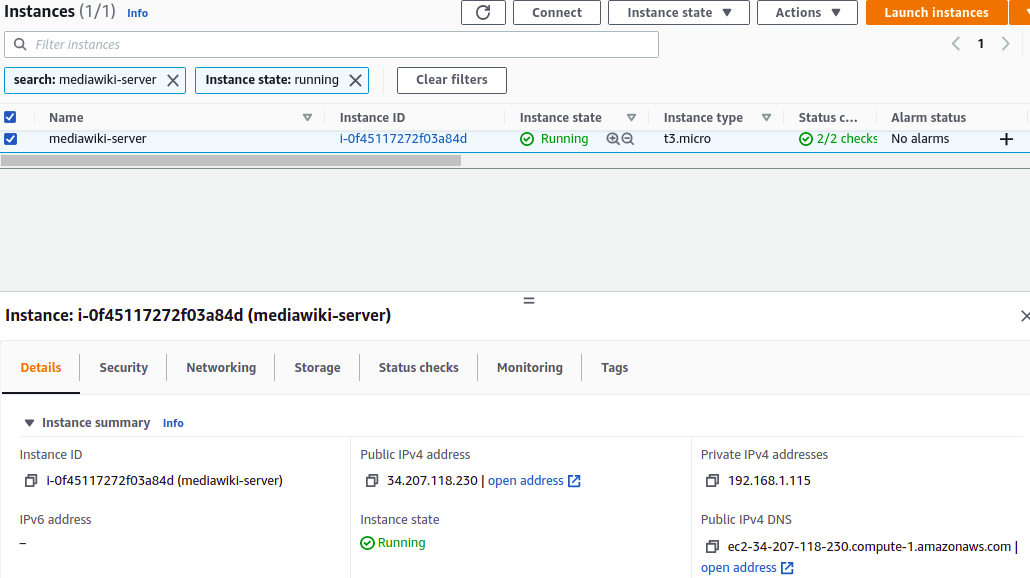 Instances (1/1) Info
Connect
Instance state
Actions
Launch instances
Filter instances
1
search: mediawiki-server
Instance state: running
Clear filters
Name Instance ID Instance state Instance type Status c... Alarm status
mediawiki-server i-0f45117272f03a84d Running t3.micro 2/2 checks No alarms
Instance: i-0f45117272f03a84d (mediawiki-server)
Details Security Networking Storage Status checks Monitoring Tags
Instance summary Info
Instance ID
i-0f45117272f03a84d (mediawiki-server)
Public IPv4 address
34.207.118.230 | open address
Private IPv4 addresses
192.168.1.115
IPv6 address
–
Instance state
Running
Public IPv4 DNS
ec2-34-207-118-230.compute-1.amazonaws.com |
open address